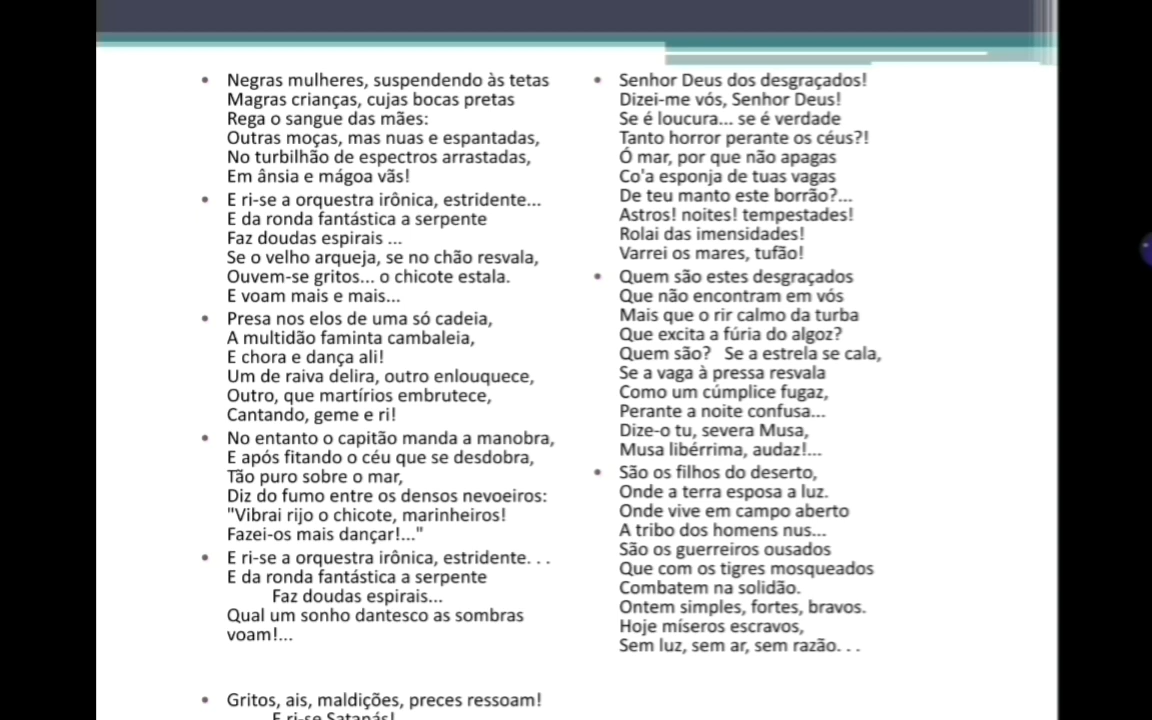 Negras mulheres, suspendendo às tetas
Magras crianças, cujas bocas pretas
Rega o sangue das mães:
Outras moças, mas nuas e espantadas,
No turbilhão de espectros arrastadas,
Em ânsia e mágoa vãs!
E ri-se a orquestra irônica, estridente...
E da ronda fantástica a serpente
Faz doudas espirais ...
Se o velho arqueja, se no chão resvala,
Ouvem-se gritos... o chicote estala.
E voam mais e mais...
Presa nos elos de uma só cadeia,
A multidão faminta cambaleia,
E chora e dança ali!
Um de raiva delira, outro enlouquece,
Outro, que martírios embrutece,
Cantando, geme e ri!
No entanto o capitão manda a manobra,
E após fitando o céu que se desdobra,
Tão puro sobre o mar,
Diz do fumo entre os densos nevoeiros:
"Vibrai rijo o chicote, marinheiros!
Fazei-os mais dançar!..."
E ri-se a orquestra irônica, estridente. . .
E da ronda fantástica a serpente
Faz doudas espirais...
Qual um sonho dantesco as sombras
voam!...
Gritos, ais, maldições, preces ressoam!
E ri-se Satanás!
Senhor Deus dos desgraçados!
Dizei-me vós, Senhor Deus!
Se é loucura... se é verdade
Tanto horror perante os céus?!
Ó mar, por que não apagas
Co'a esponja de tuas vagas
De teu manto este borrão?...
Astros! noites! tempestades!
Rolai das imensidades!
Varrei os mares, tufão!
Quem são estes desgraçados
Que não encontram em vós
Mais que o rir calmo da turba
Que excita a fúria do algoz?
Quem são? Se a estrela se cala,
Se a vaga à pressa resvala
Como um cúmplice fugaz,
Perante a noite confusa...
Dize-o tu, severa Musa,
Musa libérrima, audaz!...
São os filhos do deserto,
Onde a terra esposa a luz.
Onde vive em campo aberto
A tribo dos homens nus...
São os guerreiros ousados
Que com os tigres mosqueados
Combatem na solidão.
Ontem simples, fortes, bravos.
Hoje míseros escravos,
Sem luz, sem ar, sem razão. . .